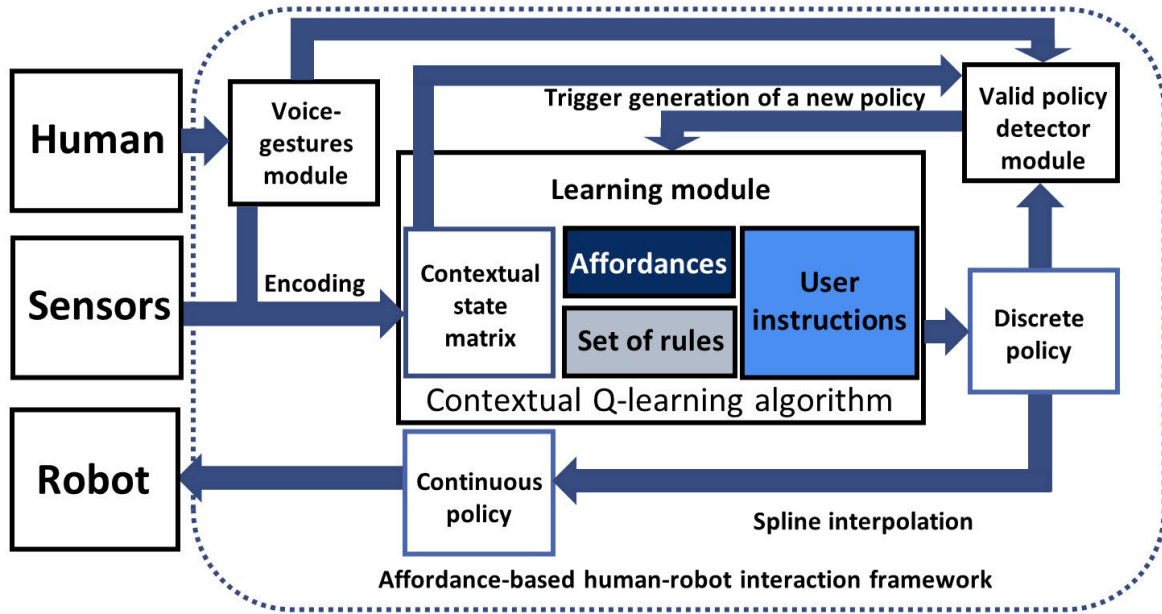 Human
Voice-
gestures
module
Trigger generation of a new policy
Valid policy
detector
module
Learning module
Sensors
Encoding
Contextual
state
matrix
Affordances
Set of rules
User
instructions
Discrete
policy
Contextual Q-learning algorithm
Robot
Continuous
policy
Spline interpolation
Affordance-based human-robot interaction framework